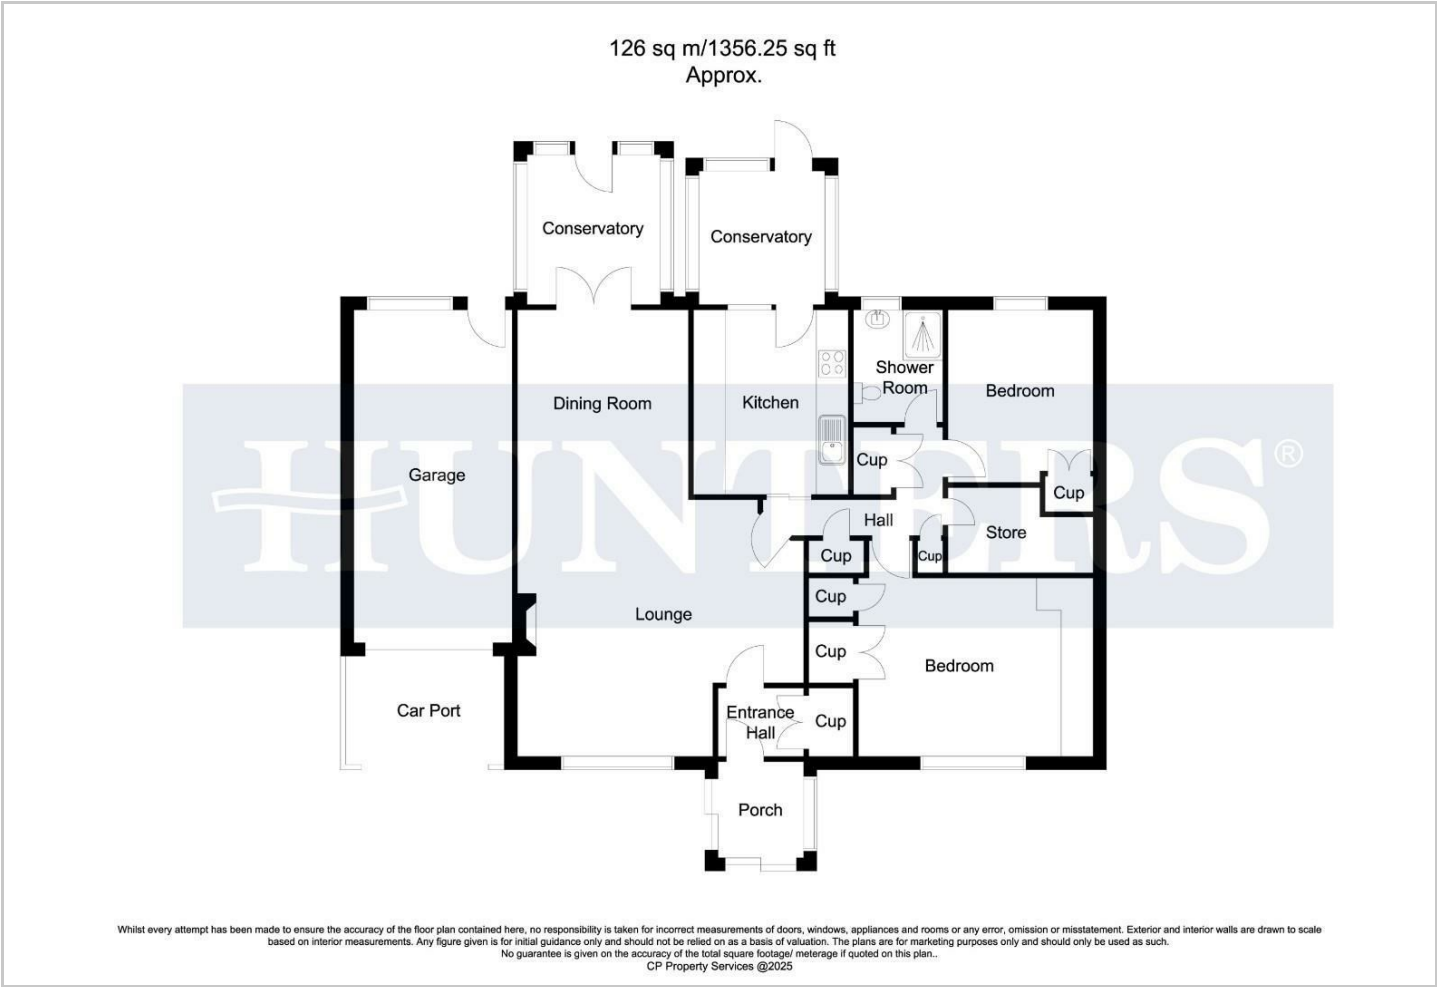 126 sq m/1356.25 sq ft
Approx.
Conservatory
Conservatory
Shower
Room
Bedroom
Dining Room
Kitchen
HUNTERS®
Garage
Cup
Cup
Hall
Store
Cup
Cup
Cup
Lounge
Cup
Bedroom
Car Port
Entrance
Hall
Cup
Porch
Whilst every attempt has been made to ensure the accuracy of the floor plan contained here, no responsibility is taken for incorrect measurements of doors, windows, appliances and rooms or any error, omission or misstatement. Exterior and interior walls are drawn to scale
based on interior measurements. Any figure given is for initial guidance only and should not be relied on as a basis of valuation. The plans are for marketing purposes only and should only be used as such.
No guarantee is given on the accuracy of the total square footage/ meterage if quoted on this plan..
CP Property Services @2025